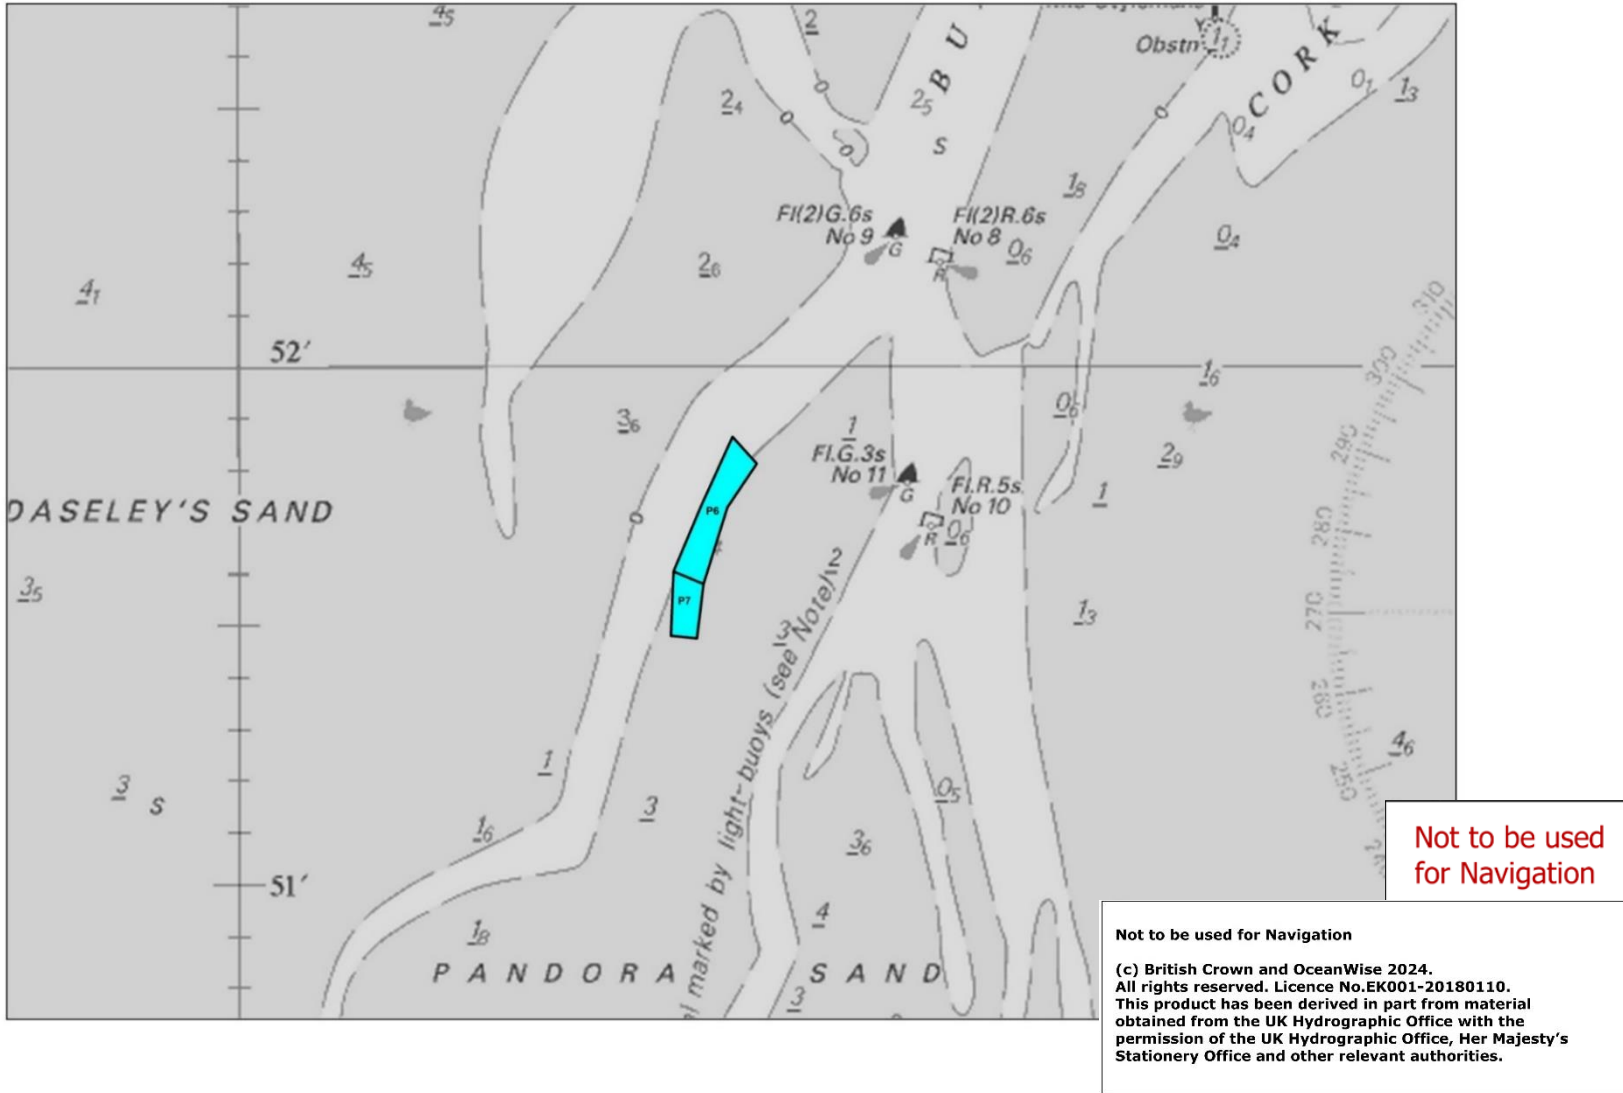 4₅
2
B U
Obstn 1₁
CORK
0₁
1₃
2₄
2₅
0₄
S
1₈
Fl(2)G.6s
No 9
G
Fl(2)R.6s
No 8
R
0₆
0₄
4₁
4₅
2₆
310
52′
300
1₆
3₆
1
0₆
290
2₉
Fl.G.3s
No 11
G
Fl.R.5s
No 10
R
0₆
1
DASELEY'S SAND
P6
280
2
3₅
P7
270
1₃
3
marked by light-buoys (see Note)
260
4₆
1
3
S
0₅
250
3
1₆
3₆
51′
4
1₈
PANDORA SAND
3
Not to be used
for Navigation
Not to be used for Navigation
(c) British Crown and OceanWise 2024.
All rights reserved. Licence No.EK001-20180110.
This product has been derived in part from material
obtained from the UK Hydrographic Office with the
permission of the UK Hydrographic Office, Her Majesty's
Stationery Office and other relevant authorities.